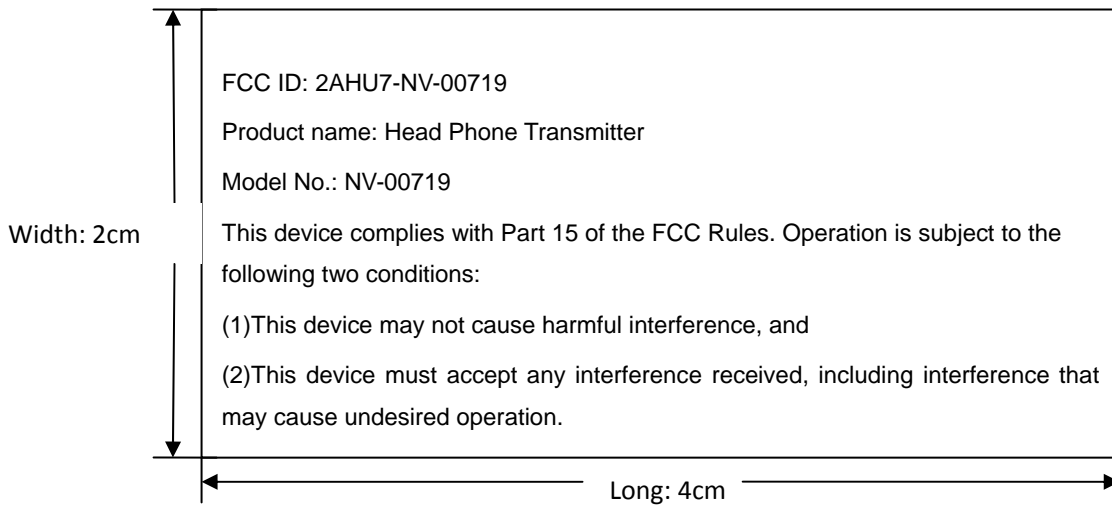 FCC ID: 2AHU7-NV-00719
Product name: Head Phone Transmitter
Model No.: NV-00719
Width: 2cm
This device complies with Part 15 of the FCC Rules. Operation is subject to the
following two conditions:
(1)This device may not cause harmful interference, and
(2)This device must accept any interference received, including interference that
may cause undesired operation.
Long: 4cm